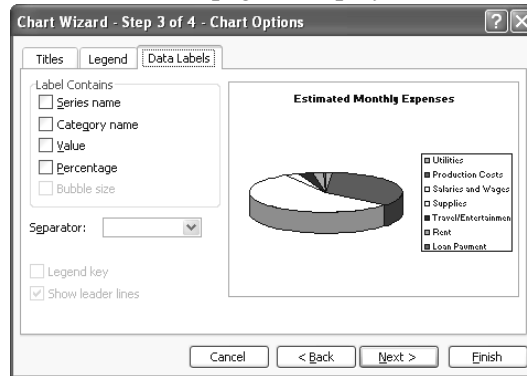 Chart Wizard - Step 3 of 4 - Chart Options
Titles
Legend
Data Labels
Label Contains
Series name
Category name
Value
Percentage
Bubble size
Separator:
Legend key
Show leader lines
Estimated Monthly Expenses
Utilities
Production Costs
Salaries and Wages
Supplies
Travel/Entertainmen
Rent
Loan Payment
Cancel
< Back
Next >
Finish